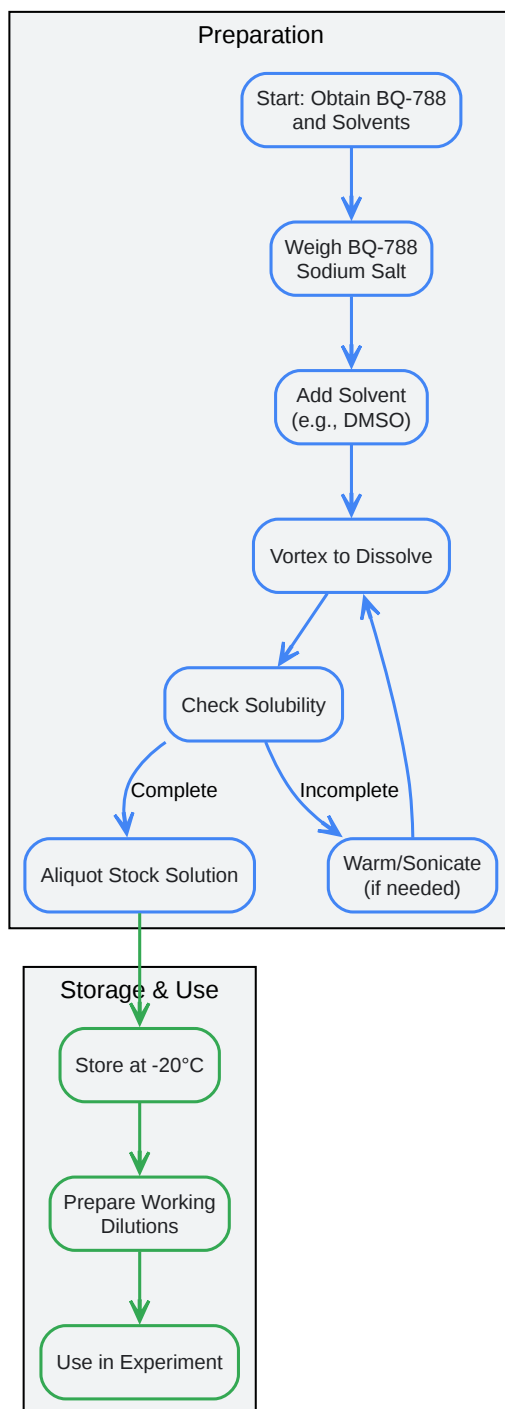 Preparation
Start: Obtain BQ-788
and Solvents
Weigh BQ-788
Sodium Salt
Add Solvent
(e.g., DMSO)
Vortex to Dissolve
Check Solubility
Complete
Incomplete
Aliquot Stock Solution
Warm/Sonicate
(if needed)
Storage & Use
Store at -20°C
Prepare Working
Dilutions
Use in Experiment